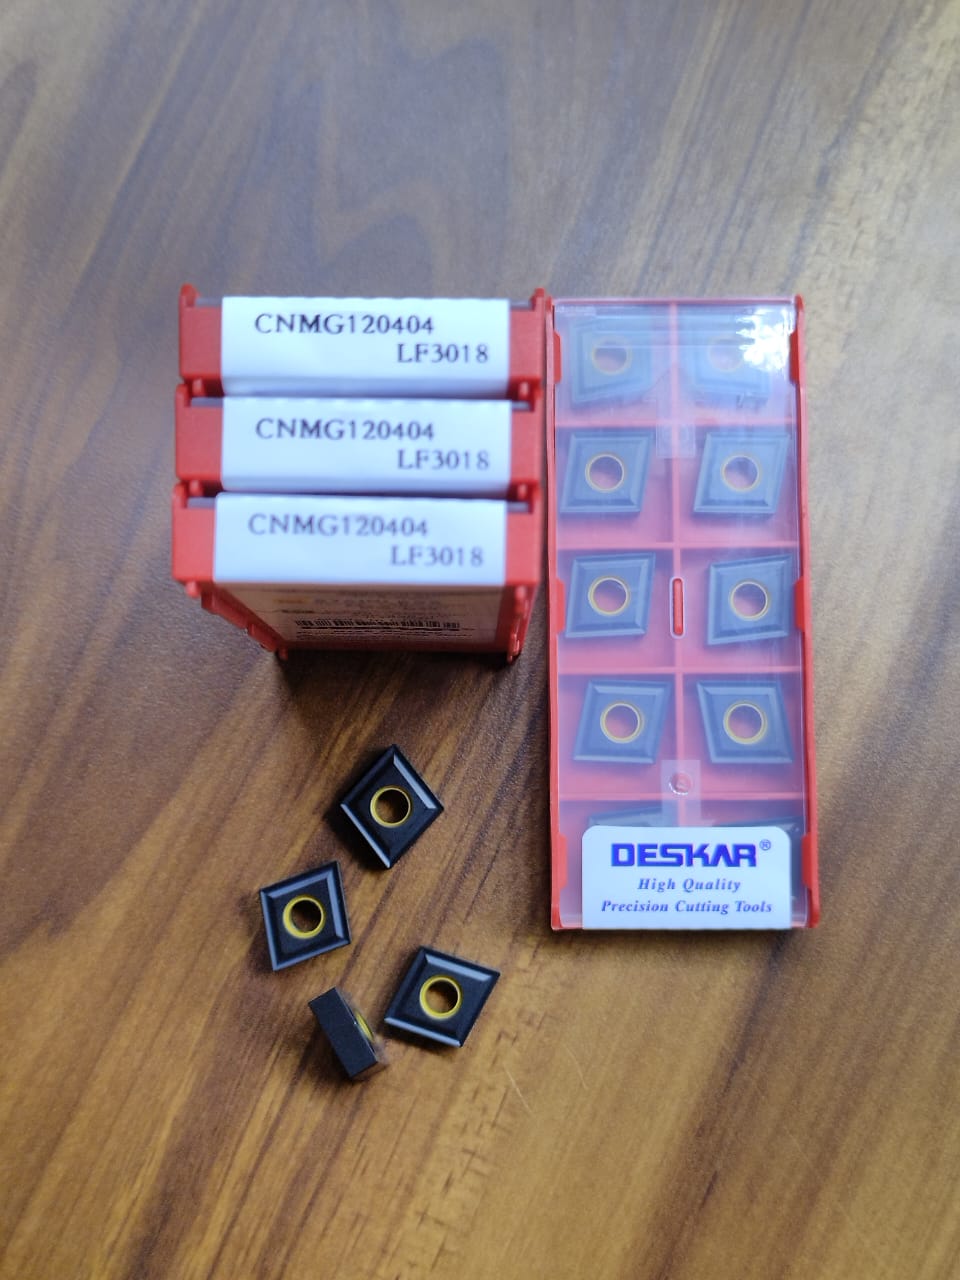 CNMG120404
LF3018
CNMG120404
LF3018
CNMG120404
LF3018
DESKAR®
High Quality
Precision Cutting Tools